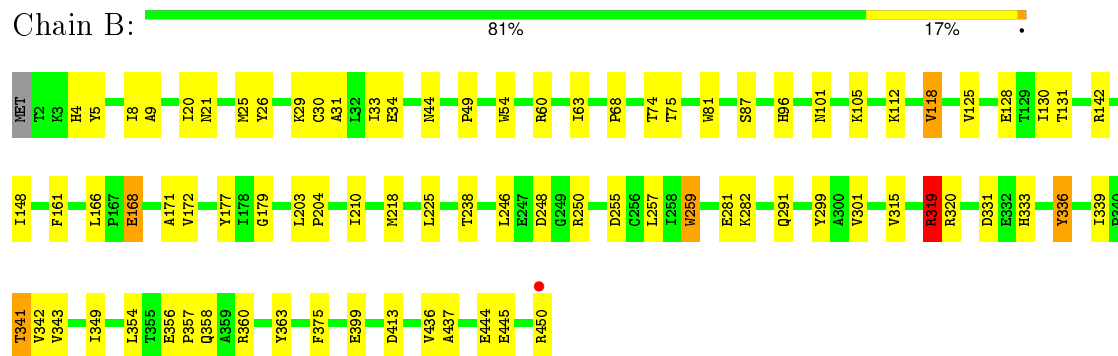 Chain B:
81% 17% •
MET T2 K3 H4 Y5 I8 A9 I20 N21 M25 Y26 K29 C30 A31 L32 I33 E34 N44 P49 W54 R60 I63 P68 T74 T75 W81 S87 H96 N101 K105 K112 V118 V125 E128 T129 I130 T131 R142
I148 F161 L166 P167 E168 A171 V172 Y177 I178 G179 L203 P204 I210 M218 L225 T238 L246 E247 D248 G249 R250 D255 C256 L257 I258 W259 E281 K282 Q291 Y299 A300 V301 V315 R319 R320 D331 E332 H333 Y336 I339 P340
T341 V342 V343 I349 L354 T355 E356 P357 Q358 A359 R360 Y363 F375 E399 D413 V436 A437 E444 E445 R450